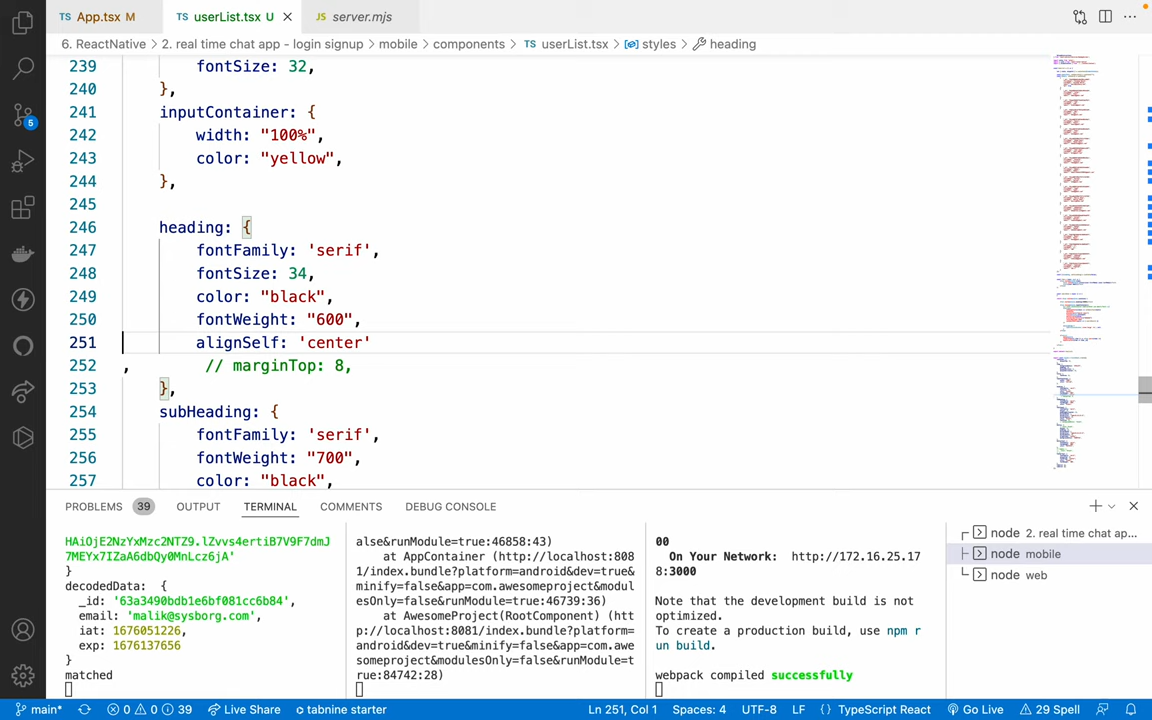 TS App.tsx M
TS userList.tsx U
JS server.mjs
6. ReactNative > 2. real time chat app - login signup > mobile > components > TS userList.tsx > styles > heading
239 fontSize: 32,
240 },
241 inputContainer: {
242 width: "100%",
243 color: "yellow",
244 },
245
246 heading: {
247 fontFamily: 'serif',
248 fontSize: 34,
249 color: "black",
250 fontWeight: "600",
251 alignSelf: 'center'
252 , // marginTop: 8,
253 },
254 subHeading: {
255 fontFamily: 'serif',
256 fontWeight: "700",
257 color: "black",
5
PROBLEMS 39 OUTPUT TERMINAL COMMENTS DEBUG CONSOLE
HAiOjE2NzYxMzc2NTZ9.lZvvs4ertiB7V9F7dmJ
7MEYx7IZaA6dbQy0MnLcz6jA'
}
decodedData: {
_id: '63a3490bdb1e6bf081cc6b84',
email: 'malik@sysborg.com',
iat: 1676051226,
exp: 1676137656
}
matched
alse&runModule=true:46858:43)
at AppContainer (http://localhost:808
1/index.bundle?platform=android&dev=true&
minify=false&app=com.awesomeproject&modul
esOnly=false&runModule=true:46739:36)
at AwesomeProject(RootComponent) (htt
p://localhost:8081/index.bundle?platform=
android&dev=true&minify=false&app=com.awe
someproject&modulesOnly=false&runModule=t
rue:84742:28)
00
On Your Network: http://172.16.25.17
8:3000
Note that the development build is not
optimized.
To create a production build, use npm r
un build.
webpack compiled successfully
node 2. real time chat ap...
node mobile
node web
main* 0 0 39 Live Share tabnine starter Ln 251, Col 1 Spaces: 4 UTF-8 LF {} TypeScript React Go Live 29 Spell